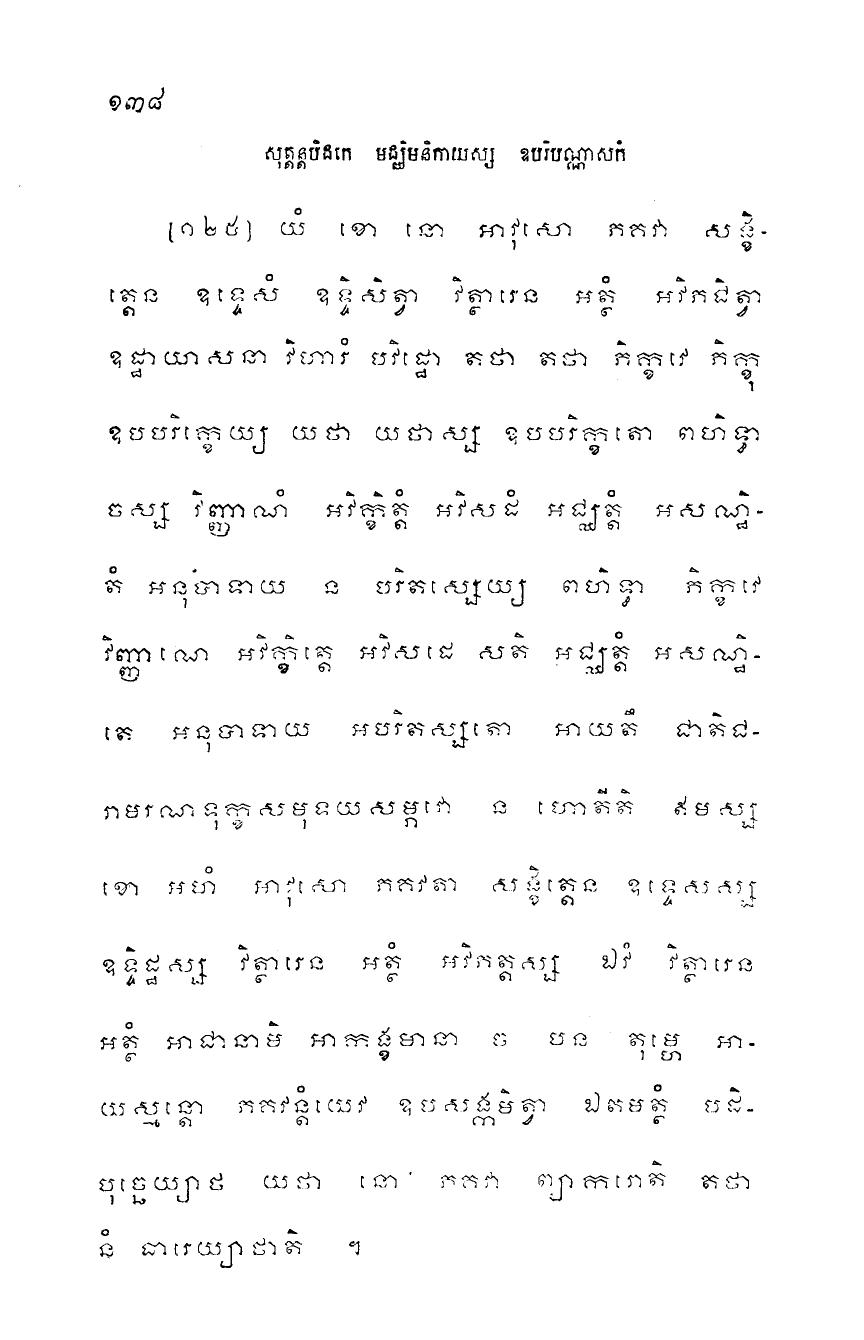 ១៣៨
សុត្តន្តបិដកេ មជ្ឈិមនិកាយស្ស ឧបរិបណ្ណាសកំ
[១២៥] យំ ខោ នោ អាវុសោ ភគវា សង្ខិ-
ត្តេន ឧទ្ទេសំ ឧទ្ទិសិត្វា វិត្ថារេន អត្ថំ អវិភជិត្វា
ឧដ្ឋាយាសនា វិហារំ បវិដ្ឋោ តថា តថា ភិក្ខវេ ភិក្ខុ
ឧបបរិក្ខេយ្យ យថា យថាស្ស ឧបបរិក្ខតោ ពហិទ្ធា
ចស្ស វិញ្ញាណំ អវិក្ខិត្តំ អវិសដំ អជ្ឈត្តំ អសណ្ឋិ-
តំ អនុបាទាយ ន បរិតស្សេយ្យ ពហិទ្ធា ភិក្ខវេ
វិញ្ញាណេ អវិក្ខិត្តេ អវិសដេ សតិ អជ្ឈត្តំ អសណ្ឋិ-
តេ អនុបាទាយ អបរិតស្សតោ អាយតឹ ជាតិជ-
រាមរណទុក្ខសមុទយសម្ភវោ ន ហោតីតិ ឥមស្ស
ខោ អហំ អាវុសោ ភគវតា សង្ខិត្តេន ឧទ្ទេសស្ស
ឧទ្ទិដ្ឋស្ស វិត្ថារេន អត្ថំ អវិភត្តស្ស ឯវំ វិត្ថារេន
អត្ថំ អាជានាមិ អាកង្ខមានា ច បន តុម្ហេ អា-
យស្មន្តោ ភគវន្តំយេវ ឧបសង្កមិត្វា ឯតមត្ថំ បដិ-
បុច្ឆេយ្យាថ យថា នោ ភគវា ព្យាករោតិ តថា
នំ ធារេយ្យាថាតិ ។